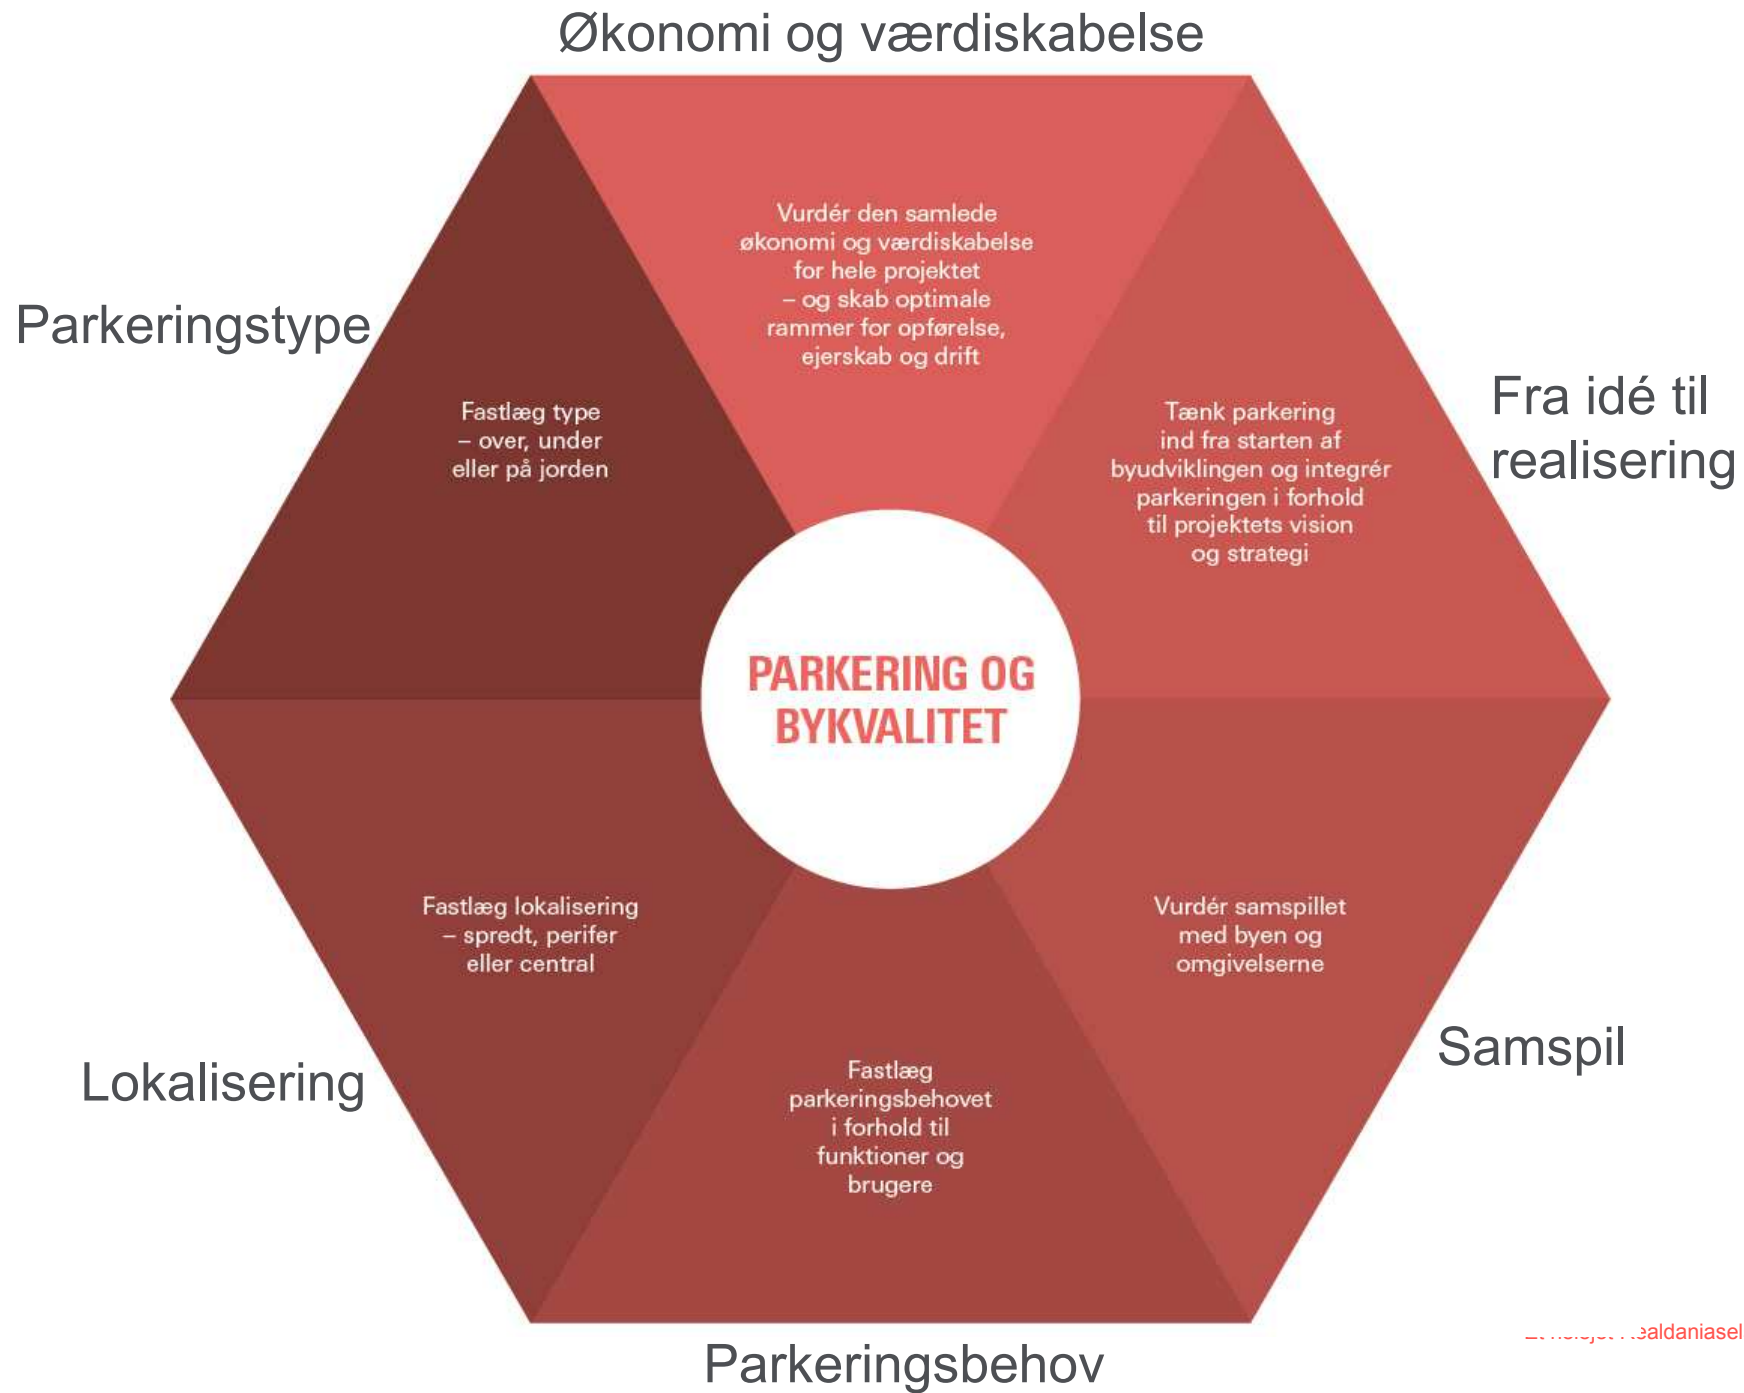 Økonomi og værdiskabelse
Vurdér den samlede
økonomi og værdiskabelse
for hele projektet
– og skab optimale
rammer for opførelse,
ejerskab og drift
Parkeringstype
Fastlæg type
– over, under
eller på jorden
Fra idé til
realisering
Tænk parkering
ind fra starten af
byudviklingen og integrér
parkeringen i forhold
til projektets vision
og strategi
PARKERING OG
BYKVALITET
Fastlæg lokalisering
– spredt, perifer
eller central
Lokalisering
Vurdér samspillet
med byen og
omgivelserne
Samspil
Fastlæg
parkeringsbehovet
i forhold til
funktioner og
brugere
Parkeringsbehov